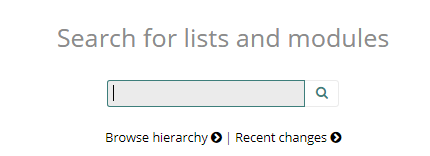 Search for lists and modules
Browse hierarchy | Recent changes